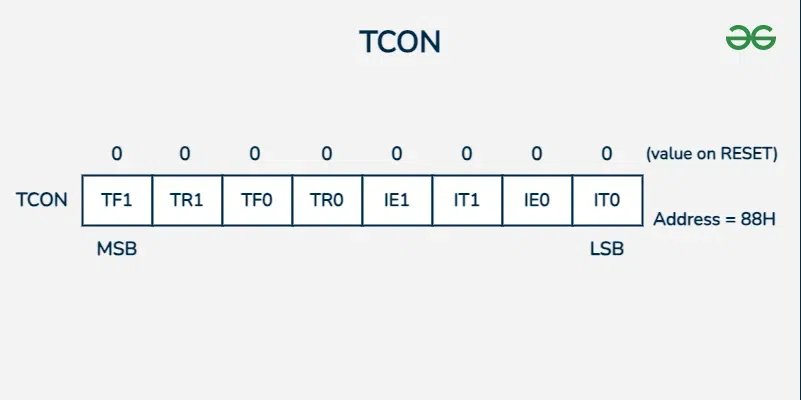 TCON
0 0 0 0 0 0 0 0 (value on RESET)
TCON TF1 TR1 TF0 TR0 IE1 IT1 IE0 IT0
Address = 88H
MSB LSB